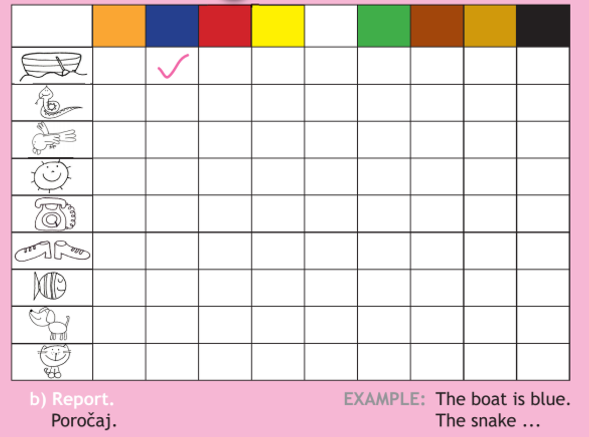 b) Report.
Poročaj.
EXAMPLE: The boat is blue.
The snake ...